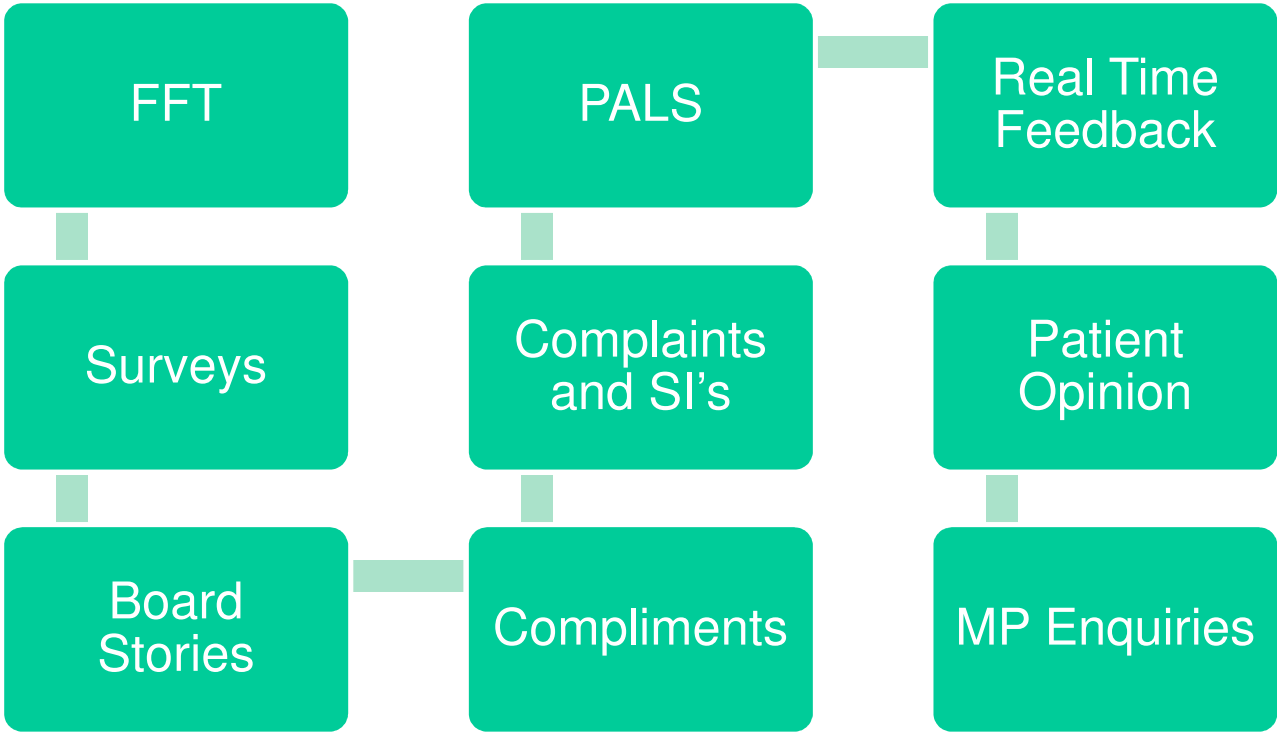 FFT
Surveys
Board
Stories
Compliments
Complaints
and SI's
PALS
Real Time
Feedback
Patient
Opinion
MP Enquiries